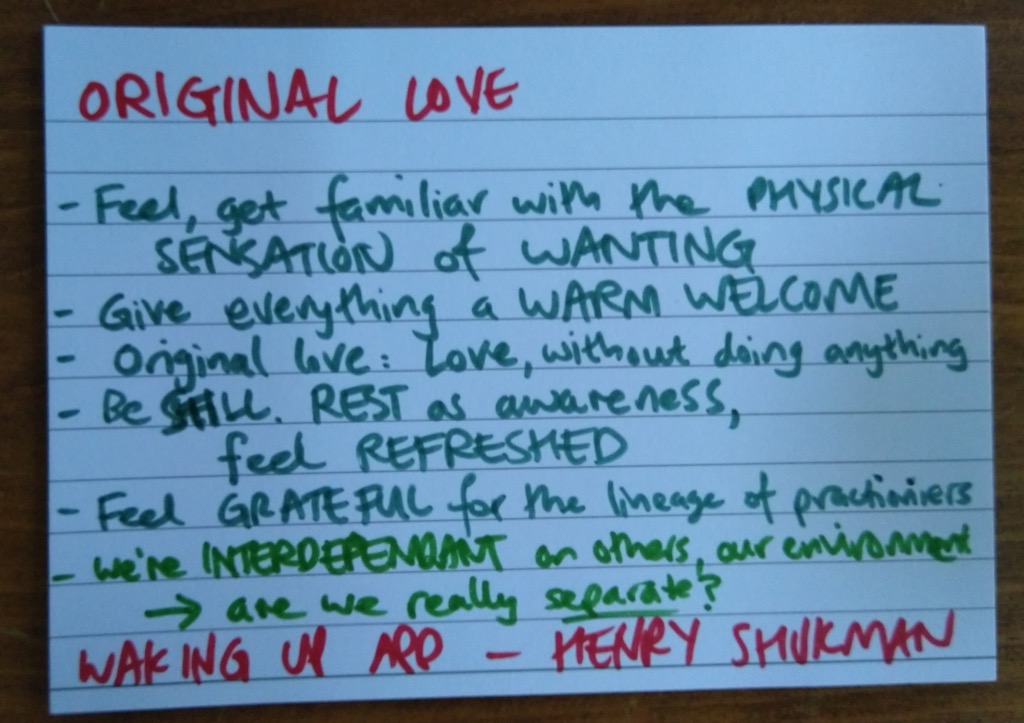 ORIGINAL LOVE
- Feel, get familiar with the PHYSICAL
SENSATION of WANTING
- Give everything a WARM WELCOME
- Original love: Love, without doing anything
- Be STILL. REST as awareness,
feel REFRESHED
- Feel GRATEFUL for the lineage of practioniers
- we're INTERDEPENDANT on others, our environment
→ are we really separate?
WAKING UP APP - HENRY SHUKMAN